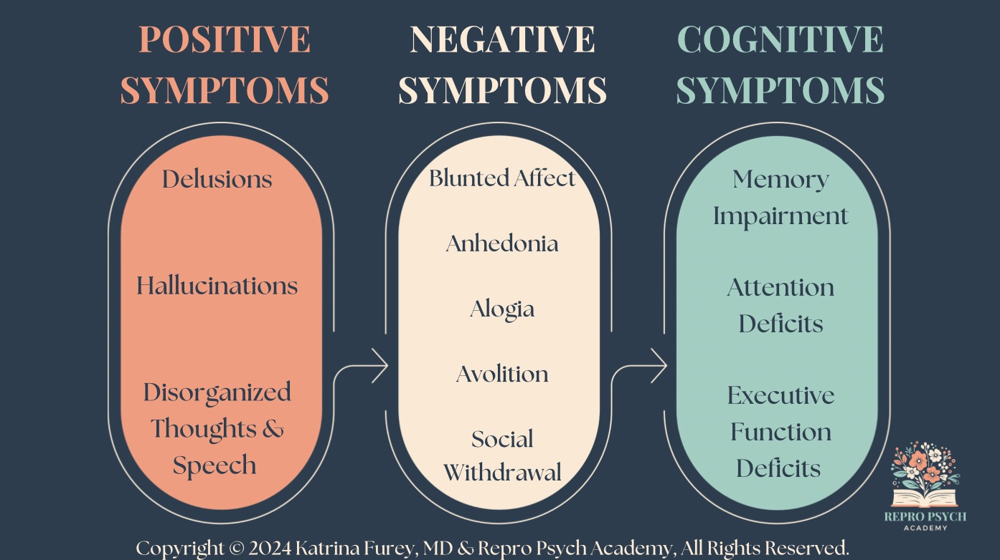 POSITIVE
SYMPTOMS
Delusions
Hallucinations
Disorganized
Thoughts &
Speech
NEGATIVE
SYMPTOMS
Blunted Affect
Anhedonia
Alogia
Avolition
Social
Withdrawal
COGNITIVE
SYMPTOMS
Memory
Impairment
Attention
Deficits
Executive
Function
Deficits
REPRO PSYCH
ACADEMY
Copyright © 2024 Katrina Furey, MD & Repro Psych Academy, All Rights Reserved.